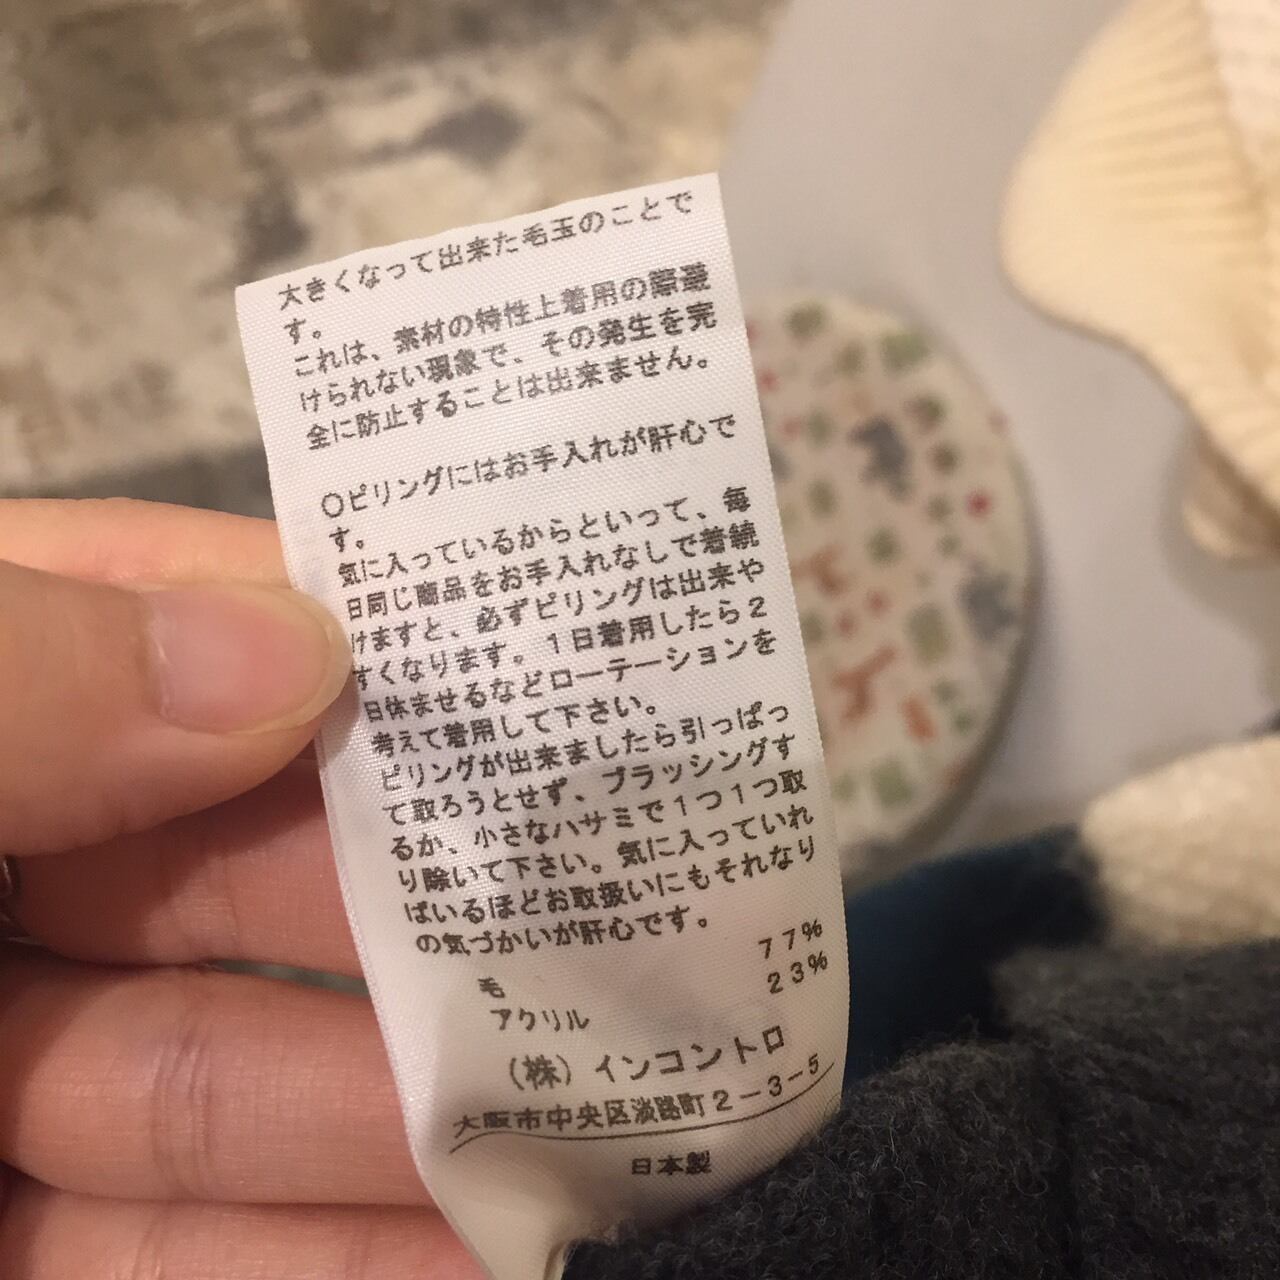 大きくなって出来た毛玉のことで
す。
これは、素材の特性上着用の際避
けられない現象で、その発生を完
全に防止することは出来ません。
〇ピリングにはお手入れが肝心で
す。
気に入っているからといって、毎
日同じ商品をお手入れなしで着続
けますと、必ずピリングは出来や
すくなります。1日着用したら2
日休ませるなどローテーションを
考えて着用して下さい。
ピリングが出来ましたら引っぱっ
て取ろうとせず、ブラッシングす
るか、小さなハサミで1つ1つ取
り除いて下さい。気に入っていれ
ばいるほどお取扱いにもそれなり
の気づかいが肝心です。
毛 77%
アクリル 23%
(株)インコントロ
大阪市中央区淡路町2-3-5
日本製